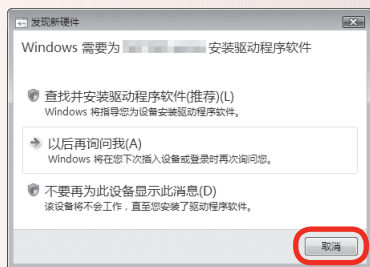 发现新硬件
Windows 需要为 安装驱动程序软件
查找并安装驱动程序软件(推荐)(L)
Windows 将指导您为设备安装驱动程序软件。
以后再询问我(A)
Windows 将在您下次插入设备或登录时再次询问您。
不要再为此设备显示此消息(D)
该设备将不会工作，直至您安装了驱动程序软件。
取消